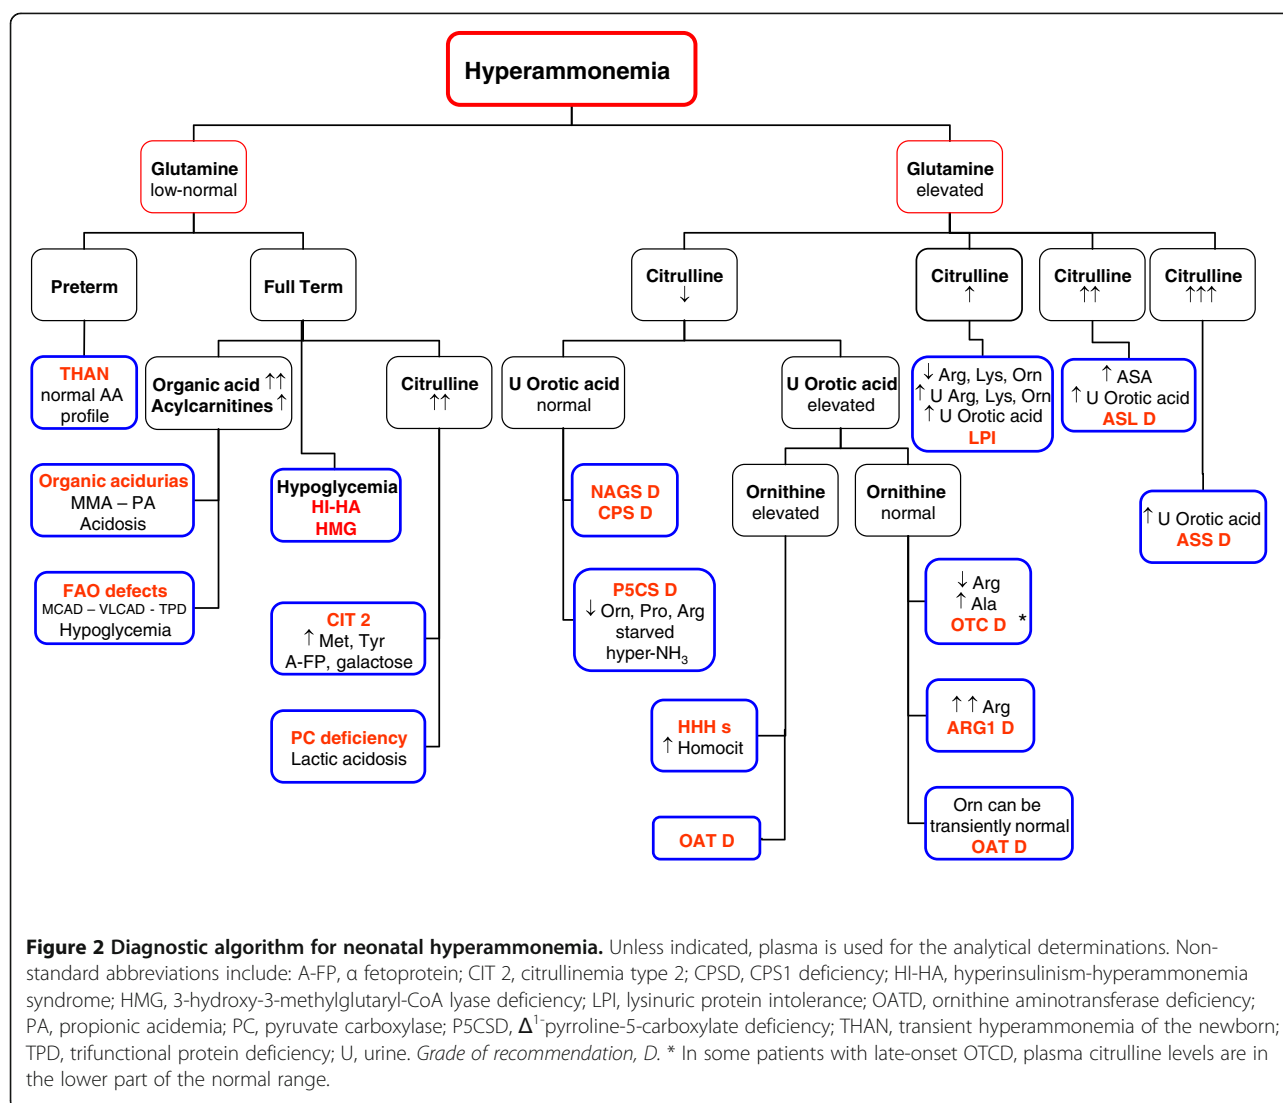 Hyperammonemia
Glutamine
low-normal
Glutamine
elevated
Preterm
Full Term
Citrulline
↓
Citrulline
↑
Citrulline
↑↑
Citrulline
↑↑↑
THAN
normal AA
profile
Organic acid ↑↑
Acylcarnitines ↑
Citrulline
↑↑
U Orotic acid
normal
U Orotic acid
elevated
↓ Arg, Lys, Orn
↑ U Arg, Lys, Orn
↑ U Orotic acid
LPI
↑ ASA
↑ U Orotic acid
ASL D
Organic acidurias
MMA – PA
Acidosis
Hypoglycemia
HI-HA
HMG
NAGS D
CPS D
Ornithine
elevated
Ornithine
normal
↑ U Orotic acid
ASS D
FAO defects
MCAD – VLCAD - TPD
Hypoglycemia
CIT 2
↑ Met, Tyr
A-FP, galactose
P5CS D
↓ Orn, Pro, Arg
starved
hyper-NH₃
↓ Arg
↑ Ala
OTC D *
PC deficiency
Lactic acidosis
HHH s
↑ Homocit
↑ ↑ Arg
ARG1 D
OAT D
Orn can be
transiently normal
OAT D
Figure 2 Diagnostic algorithm for neonatal hyperammonemia. Unless indicated, plasma is used for the analytical determinations. Non-
standard abbreviations include: A-FP, α fetoprotein; CIT 2, citrullinemia type 2; CPSD, CPS1 deficiency; HI-HA, hyperinsulinism-hyperammonemia
syndrome; HMG, 3-hydroxy-3-methylglutaryl-CoA lyase deficiency; LPI, lysinuric protein intolerance; OATD, ornithine aminotransferase deficiency;
PA, propionic acidemia; PC, pyruvate carboxylase; P5CSD, Δ¹⁻pyrroline-5-carboxylate deficiency; THAN, transient hyperammonemia of the newborn;
TPD, trifunctional protein deficiency; U, urine. Grade of recommendation, D. * In some patients with late-onset OTCD, plasma citrulline levels are in
the lower part of the normal range.